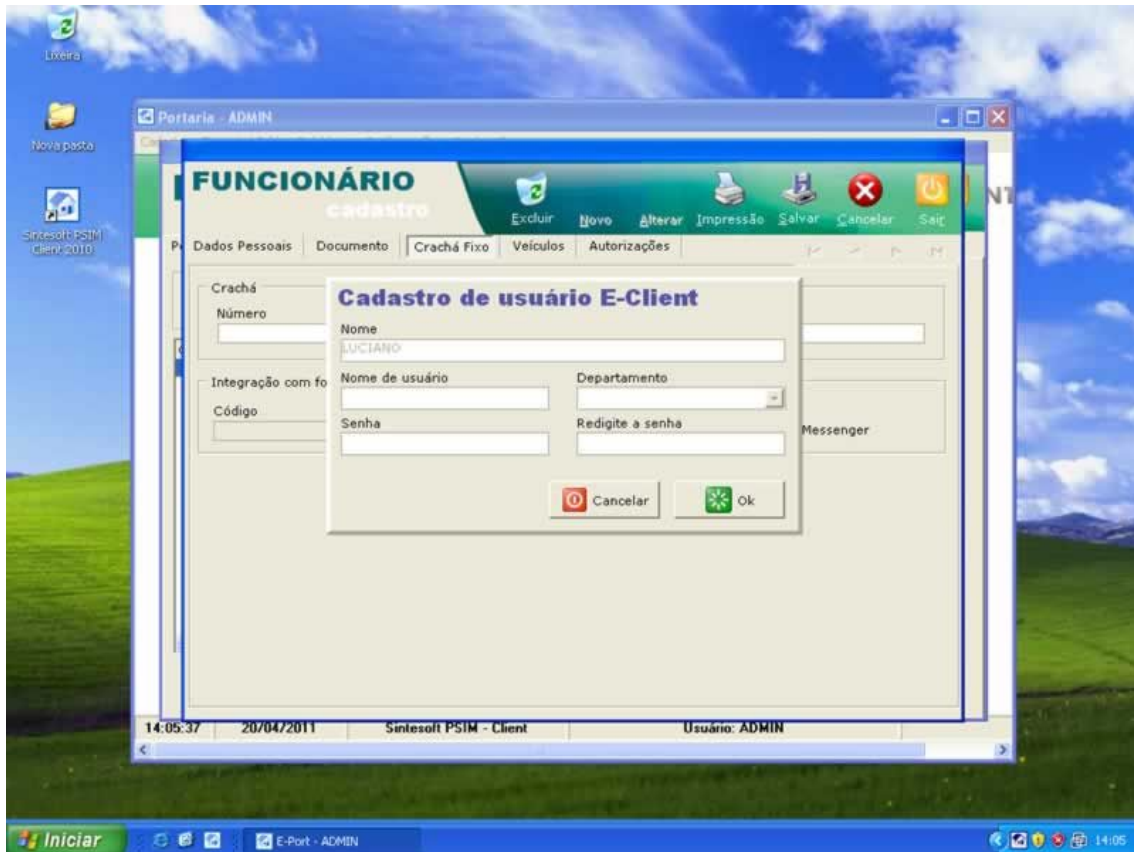 Lixeira
Nova pasta
Sintesoft PSIM
Client 2010
Portaria - ADMIN
FUNCIONÁRIO
cadastro
Excluir Novo Alterar Impressão Salvar Cancelar Sair
Dados Pessoais Documento Crachá Fixo Veículos Autorizações
Crachá
Número
Integração com fo
Código
Messenger
Cadastro de usuário E-Client
Nome
LUCIANO
Nome de usuário Departamento
Senha Redigite a senha
Cancelar Ok
14:05:37 20/04/2011 Sintesoft PSIM - Client Usuário: ADMIN
Iniciar E-Port - ADMIN 14:05